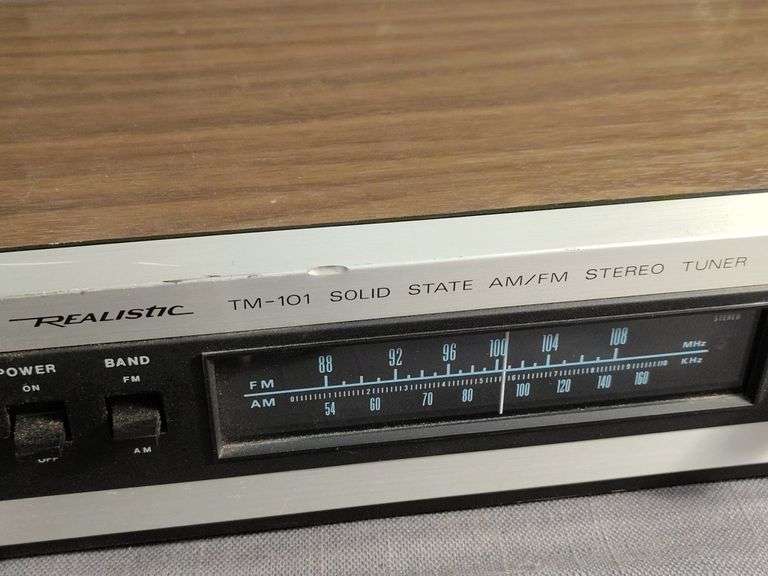 REALISTIC TM-101 SOLID STATE AM/FM STEREO TUNER
POWER
ON
OFF
BAND
FM
AM
STEREO
FM 88 92 96 100 104 108 MHz
AM 54 60 70 80 100 120 140 160 KHz